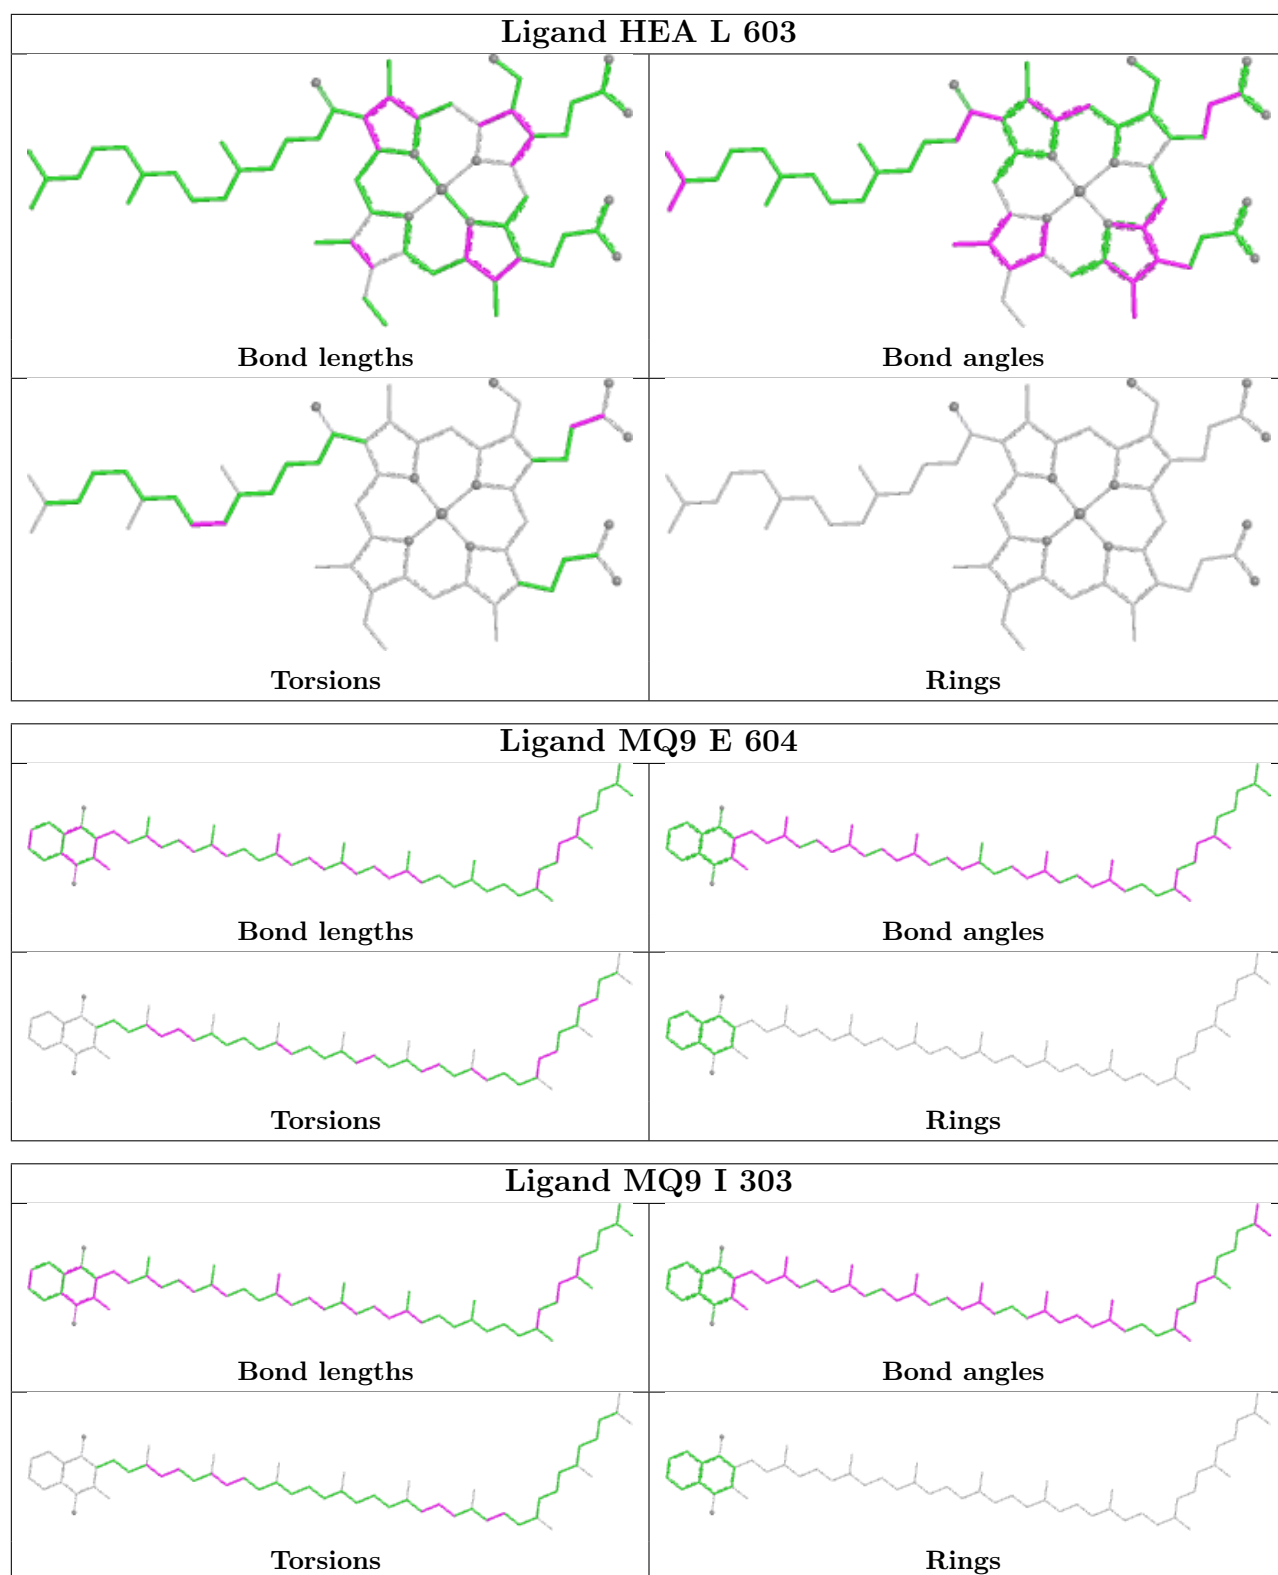 Ligand HEA L 603
Bond lengths
Bond angles
Torsions
Rings
Ligand MQ9 E 604
Bond lengths
Bond angles
Torsions
Rings
Ligand MQ9 I 303
Bond lengths
Bond angles
Torsions
Rings